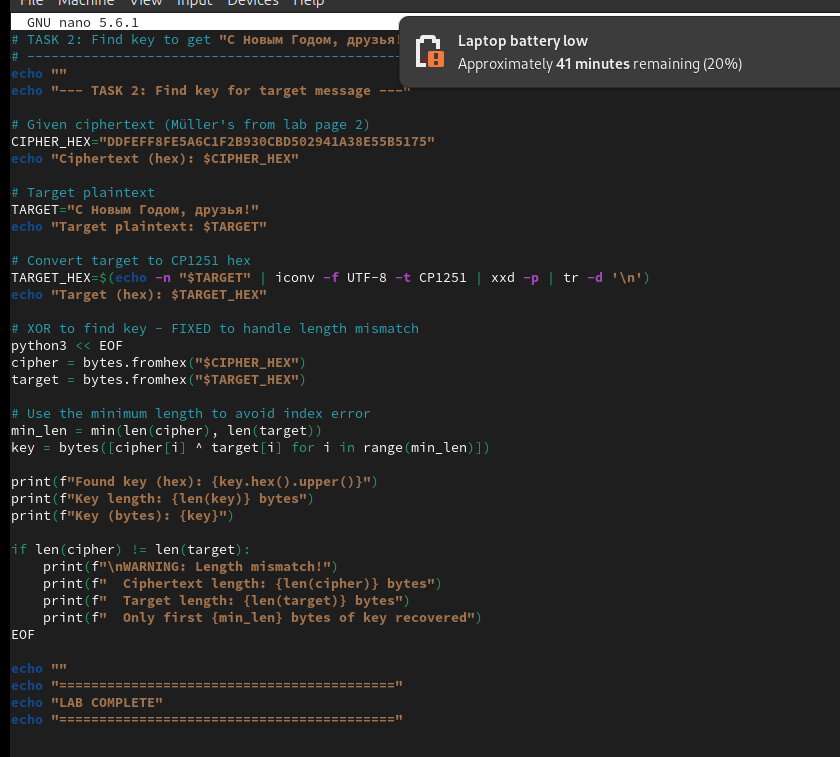 File Machine View Input Devices Help
GNU nano 5.6.1
# TASK 2: Find key to get "С Новым Годом, друзья!
# ------------------------------------------------
echo ""
echo "--- TASK 2: Find key for target message ---"
# Given ciphertext (Müller's from lab page 2)
CIPHER_HEX="DDFEFF8FE5A6C1F2B930CBD502941A38E55B5175"
echo "Ciphertext (hex): $CIPHER_HEX"
# Target plaintext
TARGET="С Новым Годом, друзья!"
echo "Target plaintext: $TARGET"
# Convert target to CP1251 hex
TARGET_HEX=$(echo -n "$TARGET" | iconv -f UTF-8 -t CP1251 | xxd -p | tr -d '\n')
echo "Target (hex): $TARGET_HEX"
# XOR to find key - FIXED to handle length mismatch
python3 << EOF
cipher = bytes.fromhex("$CIPHER_HEX")
target = bytes.fromhex("$TARGET_HEX")
# Use the minimum length to avoid index error
min_len = min(len(cipher), len(target))
key = bytes([cipher[i] ^ target[i] for i in range(min_len)])
print(f"Found key (hex): {key.hex().upper()}")
print(f"Key length: {len(key)} bytes")
print(f"Key (bytes): {key}")
if len(cipher) != len(target):
    print(f"\nWARNING: Length mismatch!")
    print(f"  Ciphertext length: {len(cipher)} bytes")
    print(f"  Target length: {len(target)} bytes")
    print(f"  Only first {min_len} bytes of key recovered")
EOF
echo ""
echo "=========================================="
echo "LAB COMPLETE"
echo "=========================================="
Laptop battery low
Approximately 41 minutes remaining (20%)